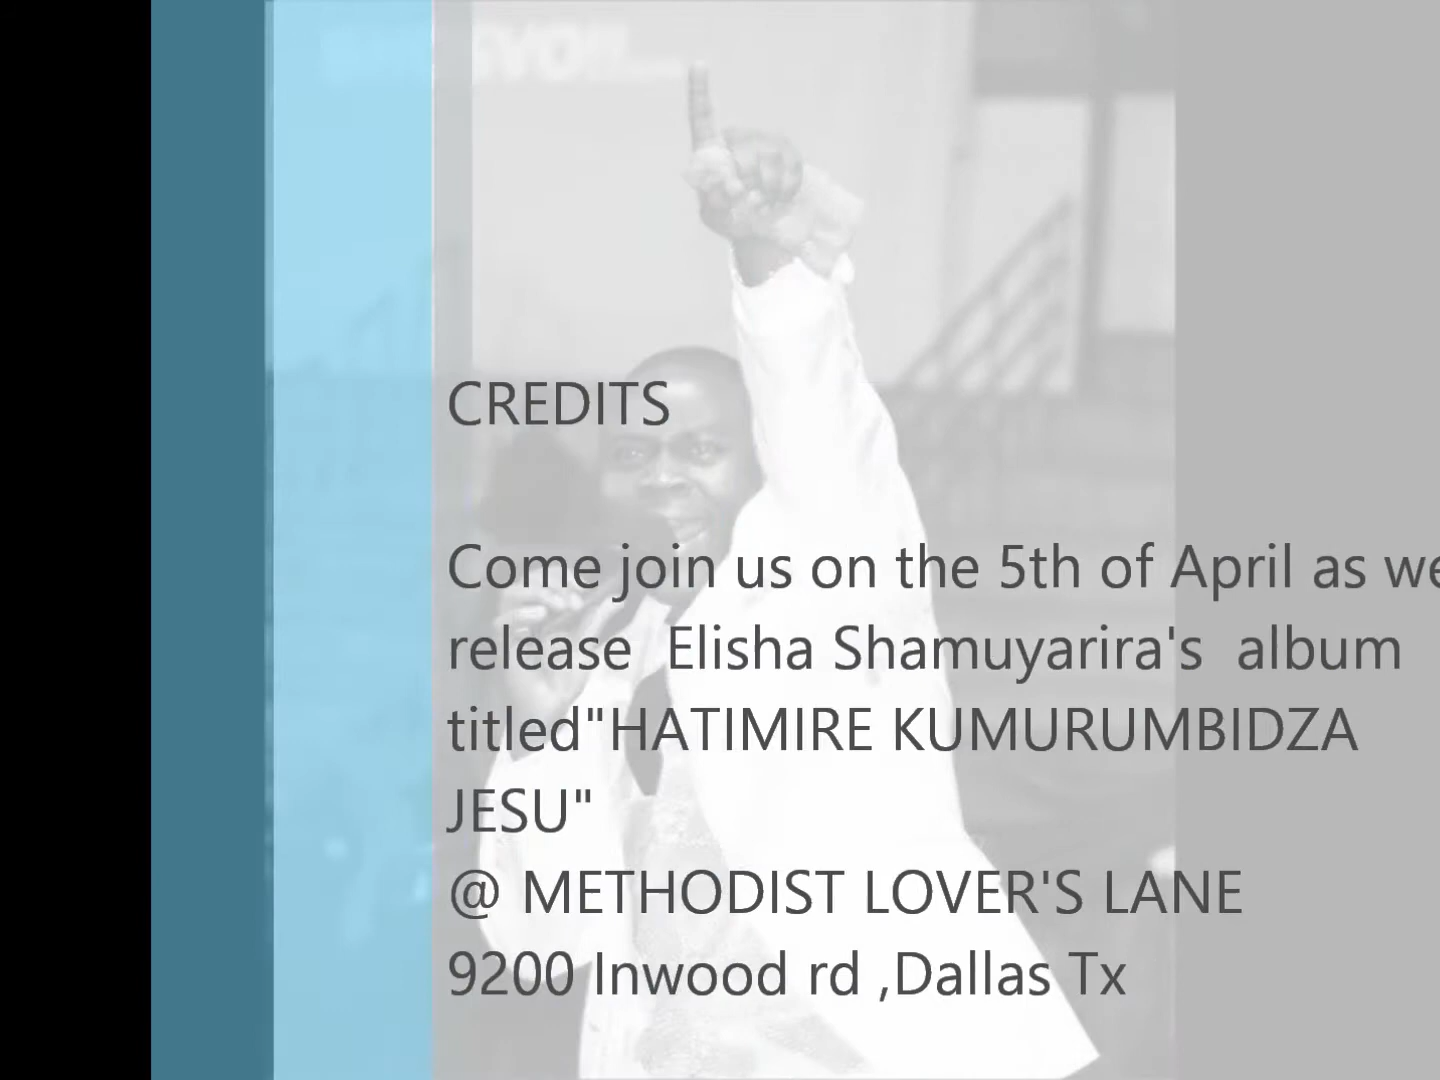 CREDITS
Come join us on the 5th of April as we
release  Elisha Shamuyarira's  album
titled"HATIMIRE KUMURUMBIDZA
JESU"
@ METHODIST LOVER'S LANE
9200 Inwood rd ,Dallas Tx